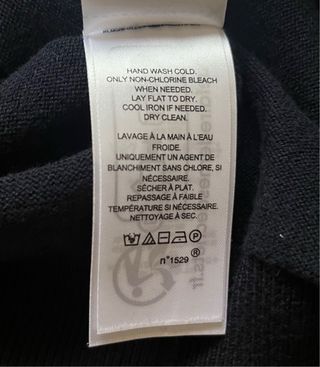 HAND WASH COLD.
ONLY NON-CHLORINE BLEACH
WHEN NEEDED.
LAY FLAT TO DRY.
COOL IRON IF NEEDED.
DRY CLEAN.
LAVAGE À LA MAIN À L'EAU
FROIDE.
UNIQUEMENT UN AGENT DE
BLANCHIMENT SANS CHLORE, SI
NÉCESSAIRE.
SÉCHER À PLAT.
REPASSAGE À FAIBLE
TEMPÉRATURE SI NÉCESSAIRE.
NETTOYAGE À SEC.
P
n°1529 ®